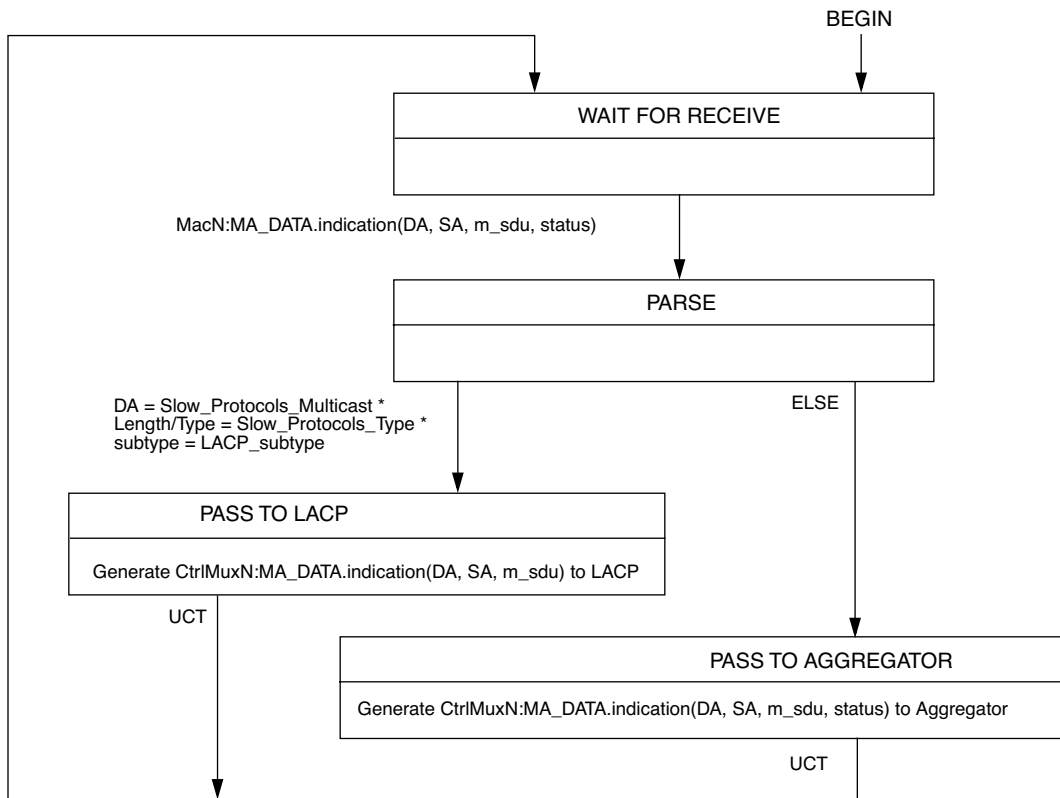 BEGIN
WAIT FOR RECEIVE
MacN:MA_DATA.indication(DA, SA, m_sdu, status)
PARSE
DA = Slow_Protocols_Multicast *
Length/Type = Slow_Protocols_Type *
subtype = LACP_subtype
ELSE
PASS TO LACP
Generate CtrlMuxN:MA_DATA.indication(DA, SA, m_sdu) to LACP
UCT
PASS TO AGGREGATOR
Generate CtrlMuxN:MA_DATA.indication(DA, SA, m_sdu, status) to Aggregator
UCT